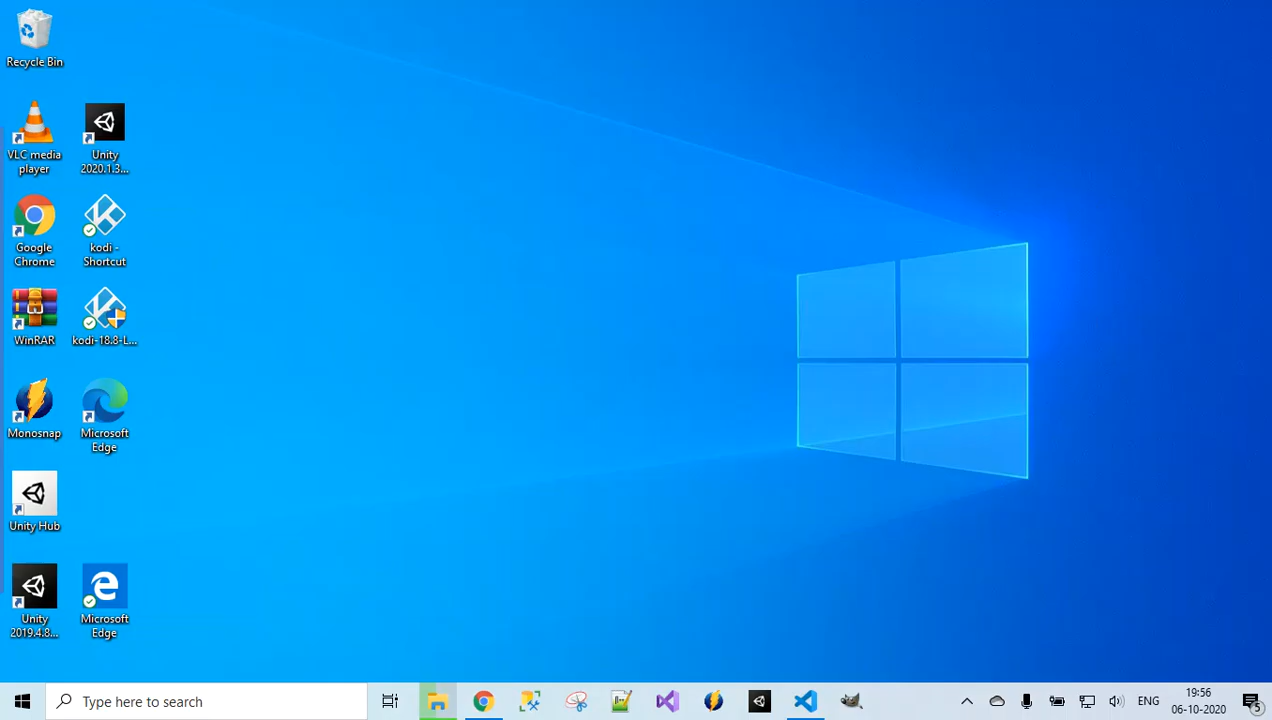 Recycle Bin
VLC media
player
Unity
2020.1.3...
Google
Chrome
kodi -
Shortcut
WinRAR
kodi-18.8-L...
Monosnap
Microsoft
Edge
Unity Hub
Unity
2019.4.8...
Microsoft
Edge
Type here to search
ENG
19:56
06-10-2020
5